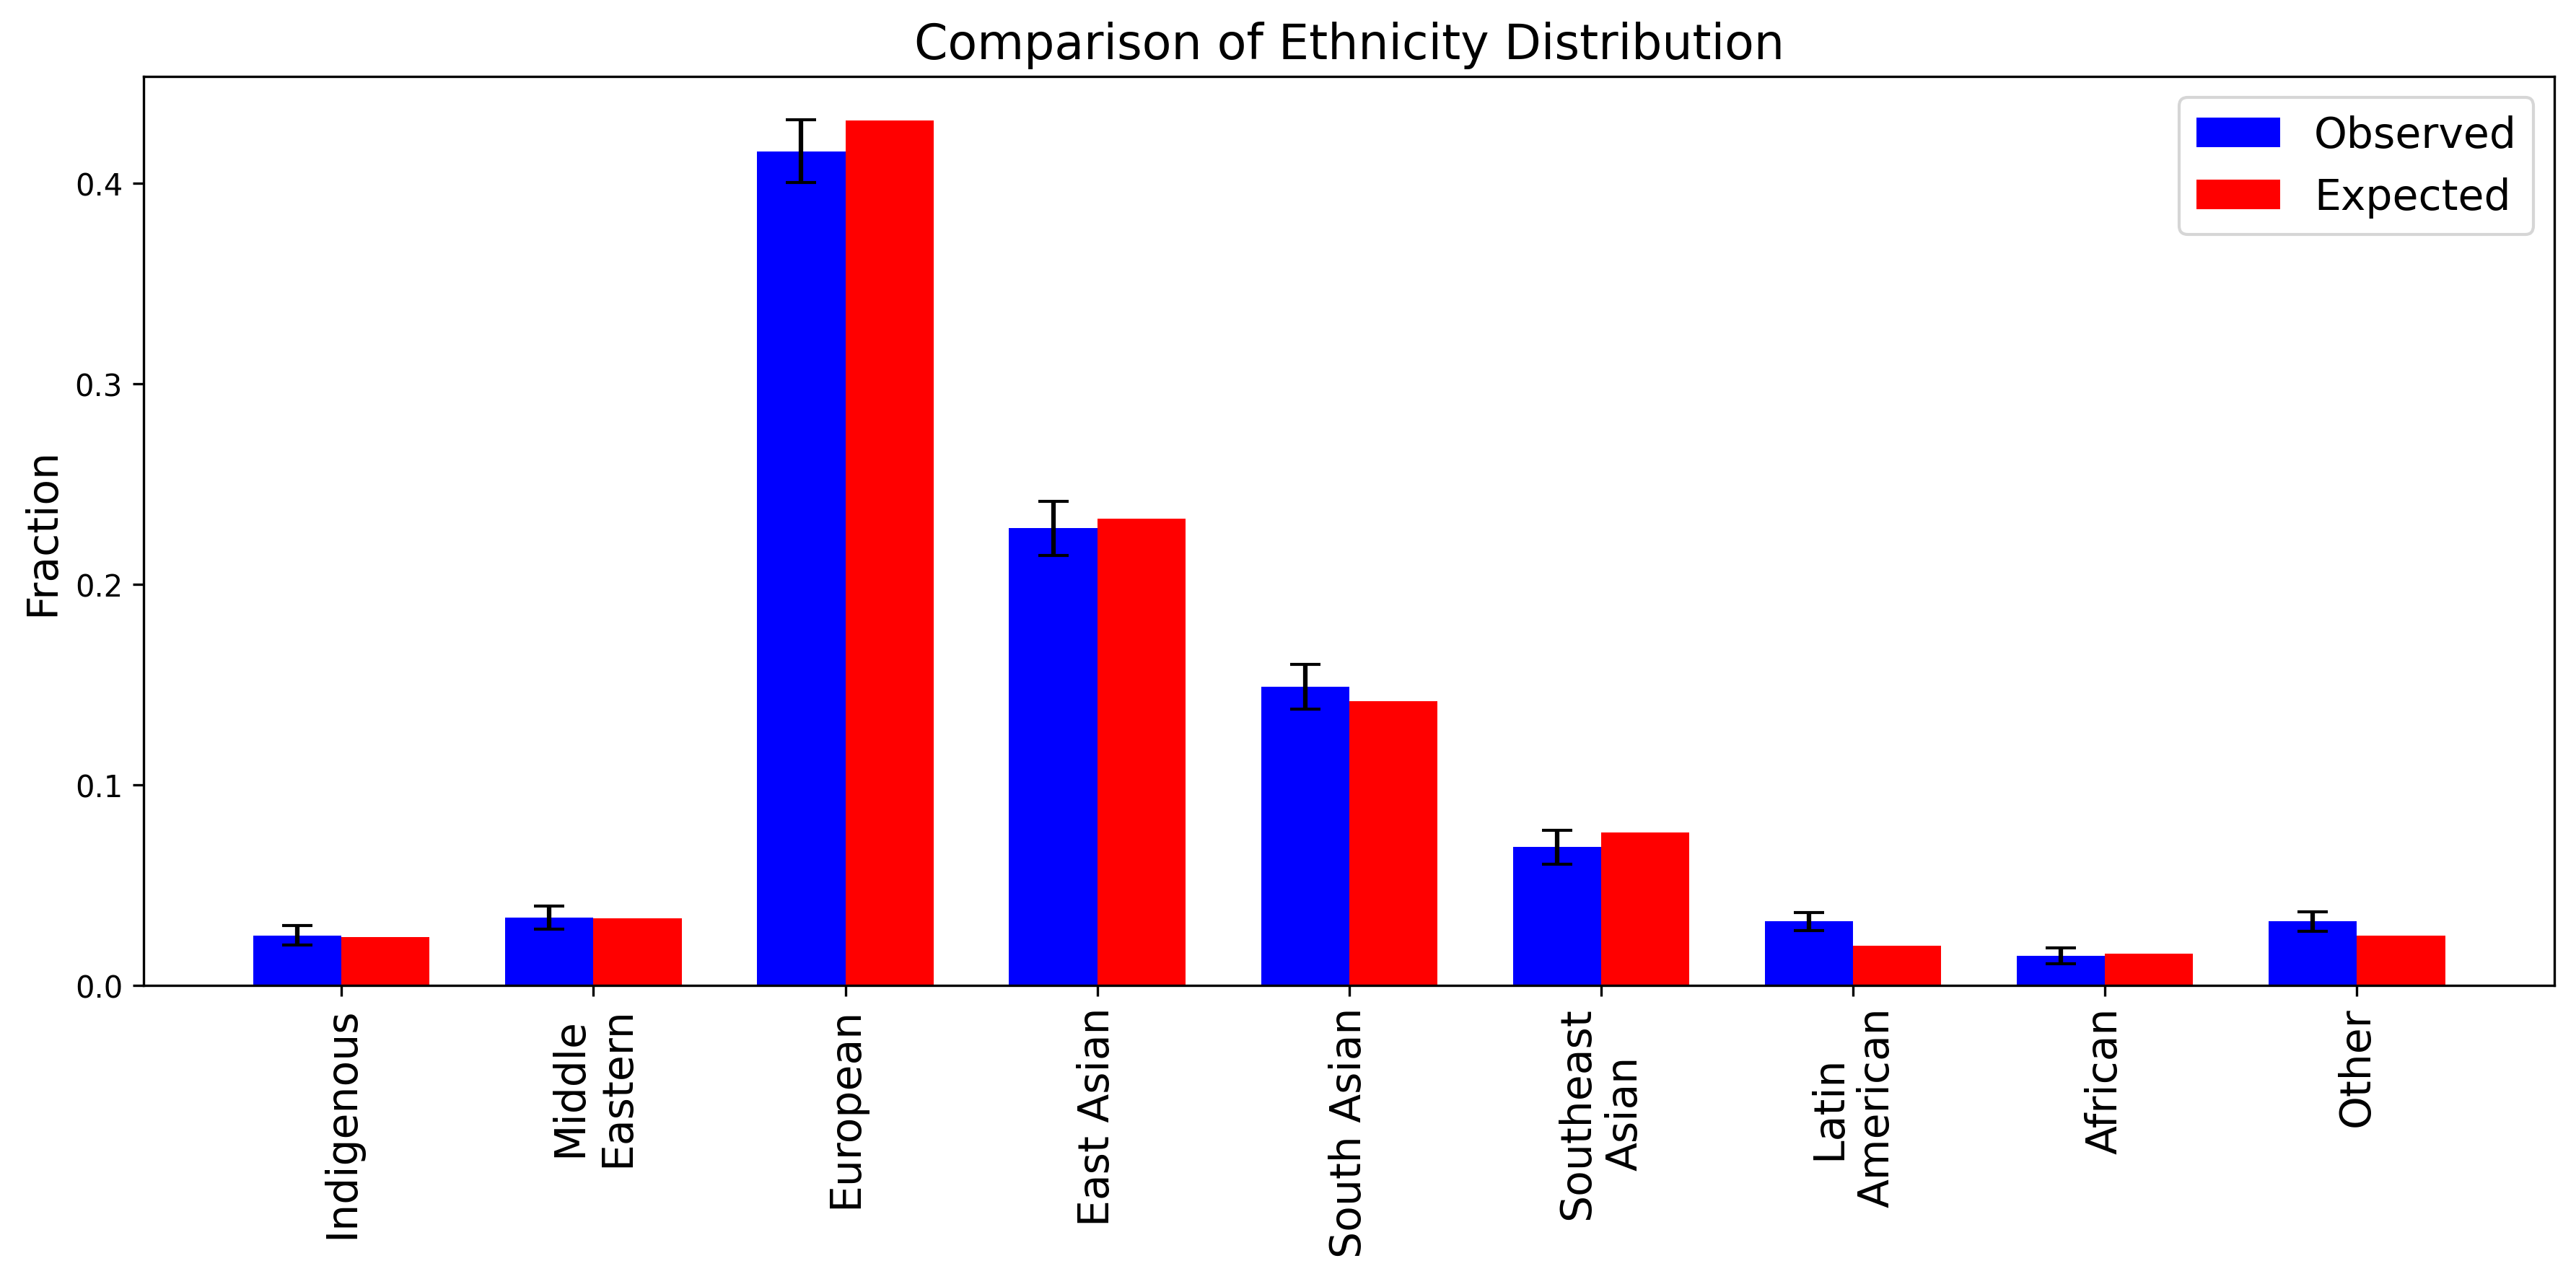 Comparison of Ethnicity Distribution
Observed
Expected
Fraction
0.4
0.3
0.2
0.1
0.0
Indigenous
Middle
Eastern
European
East Asian
South Asian
Southeast
Asian
Latin
American
African
Other